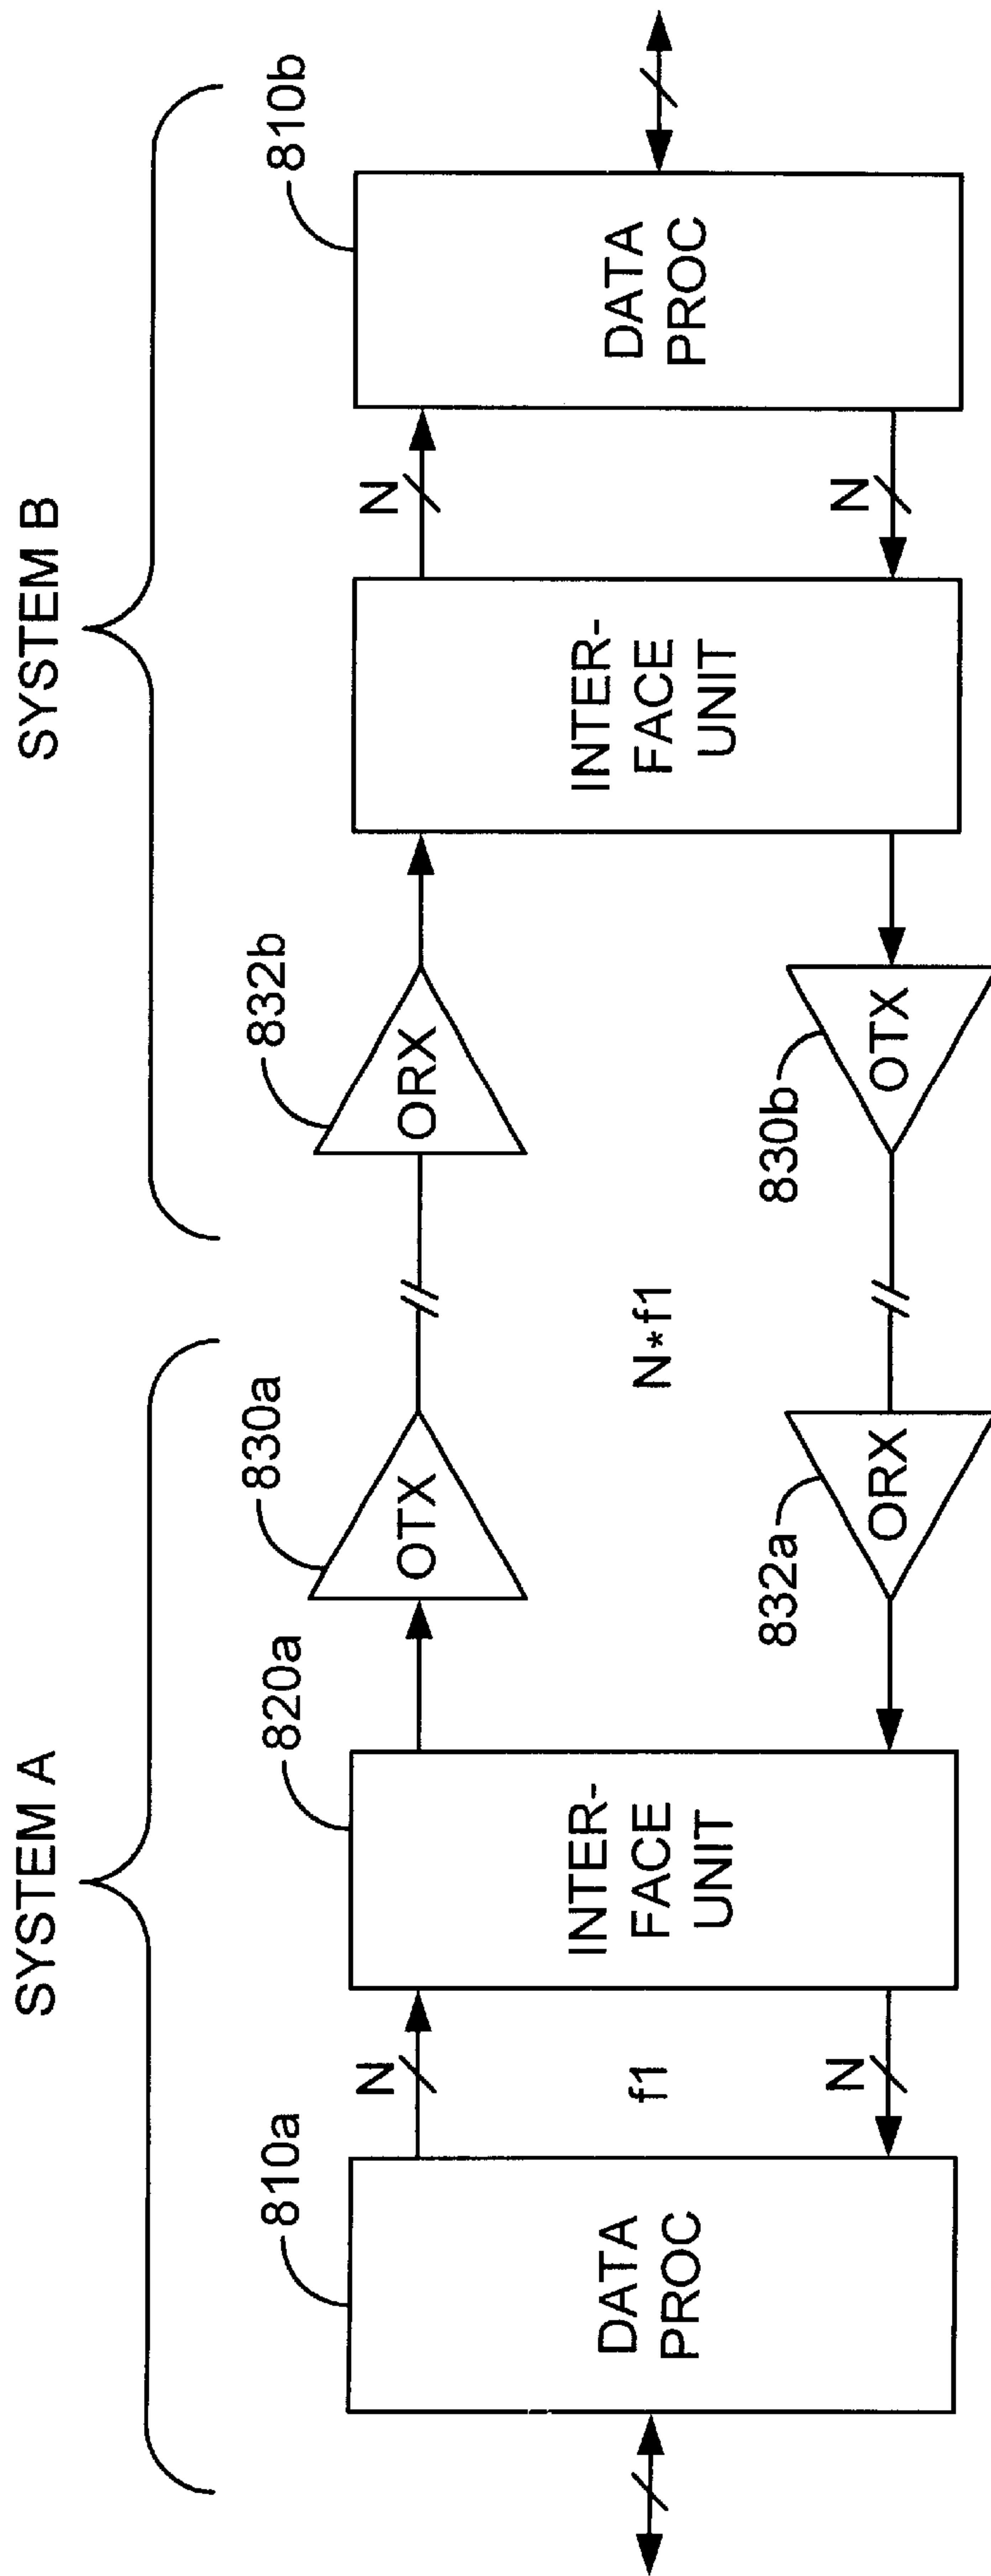 SYSTEM A
SYSTEM B
810a
820a
830a
832b
810b
DATA
PROC
N
f1
N
INTER-
FACE
UNIT
OTX
ORX
N*f1
832a
ORX
830b
OTX
INTER-
FACE
UNIT
N
N
DATA
PROC